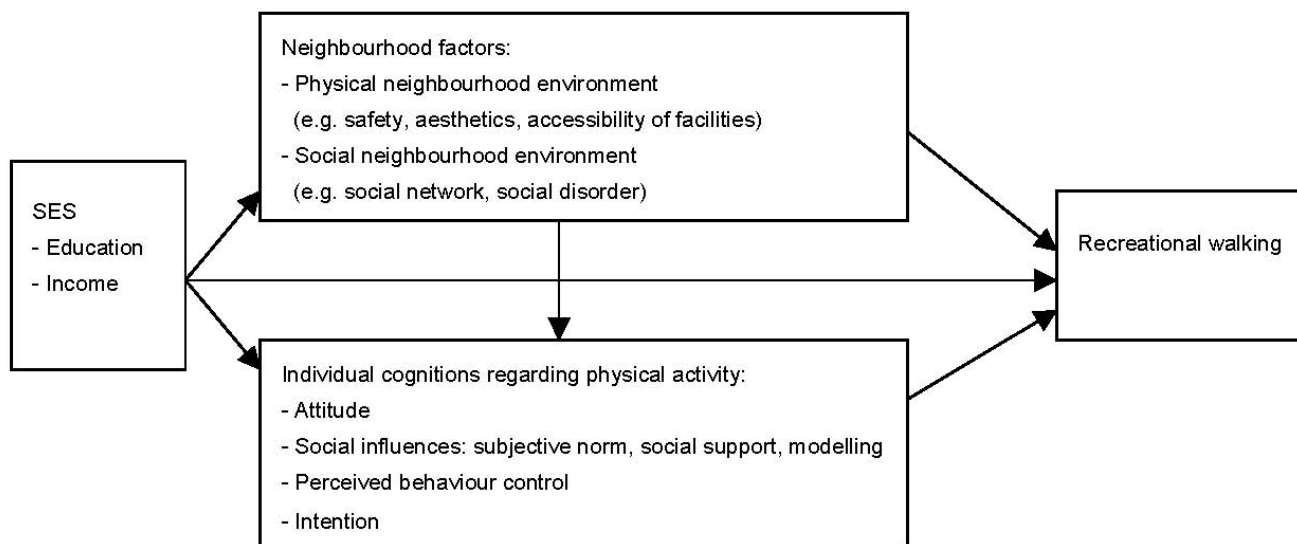 Neighbourhood factors:
- Physical neighbourhood environment
(e.g. safety, aesthetics, accessibility of facilities)
- Social neighbourhood environment
(e.g. social network, social disorder)
SES
- Education
- Income
Recreational walking
Individual cognitions regarding physical activity:
- Attitude
- Social influences: subjective norm, social support, modelling
- Perceived behaviour control
- Intention